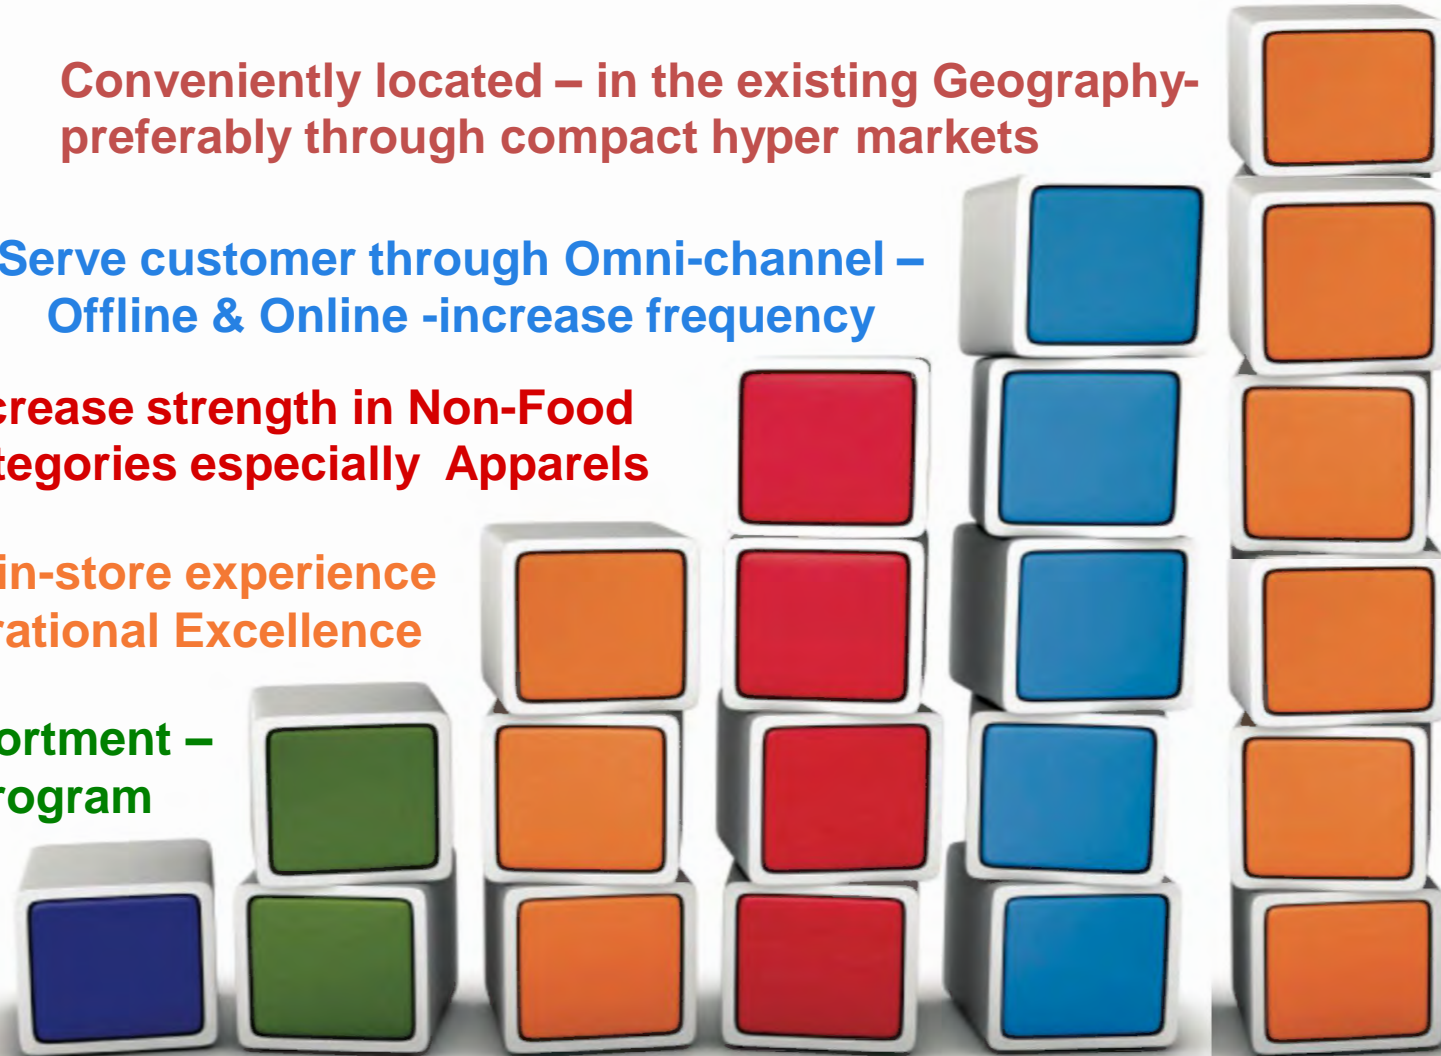 Conveniently located – in the existing Geography-
preferably through compact hyper markets
Serve customer through Omni-channel –
Offline & Online -increase frequency
crease strength in Non-Food
tegories especially Apparels
in-store experience
rational Excellence
ortment –
rogram